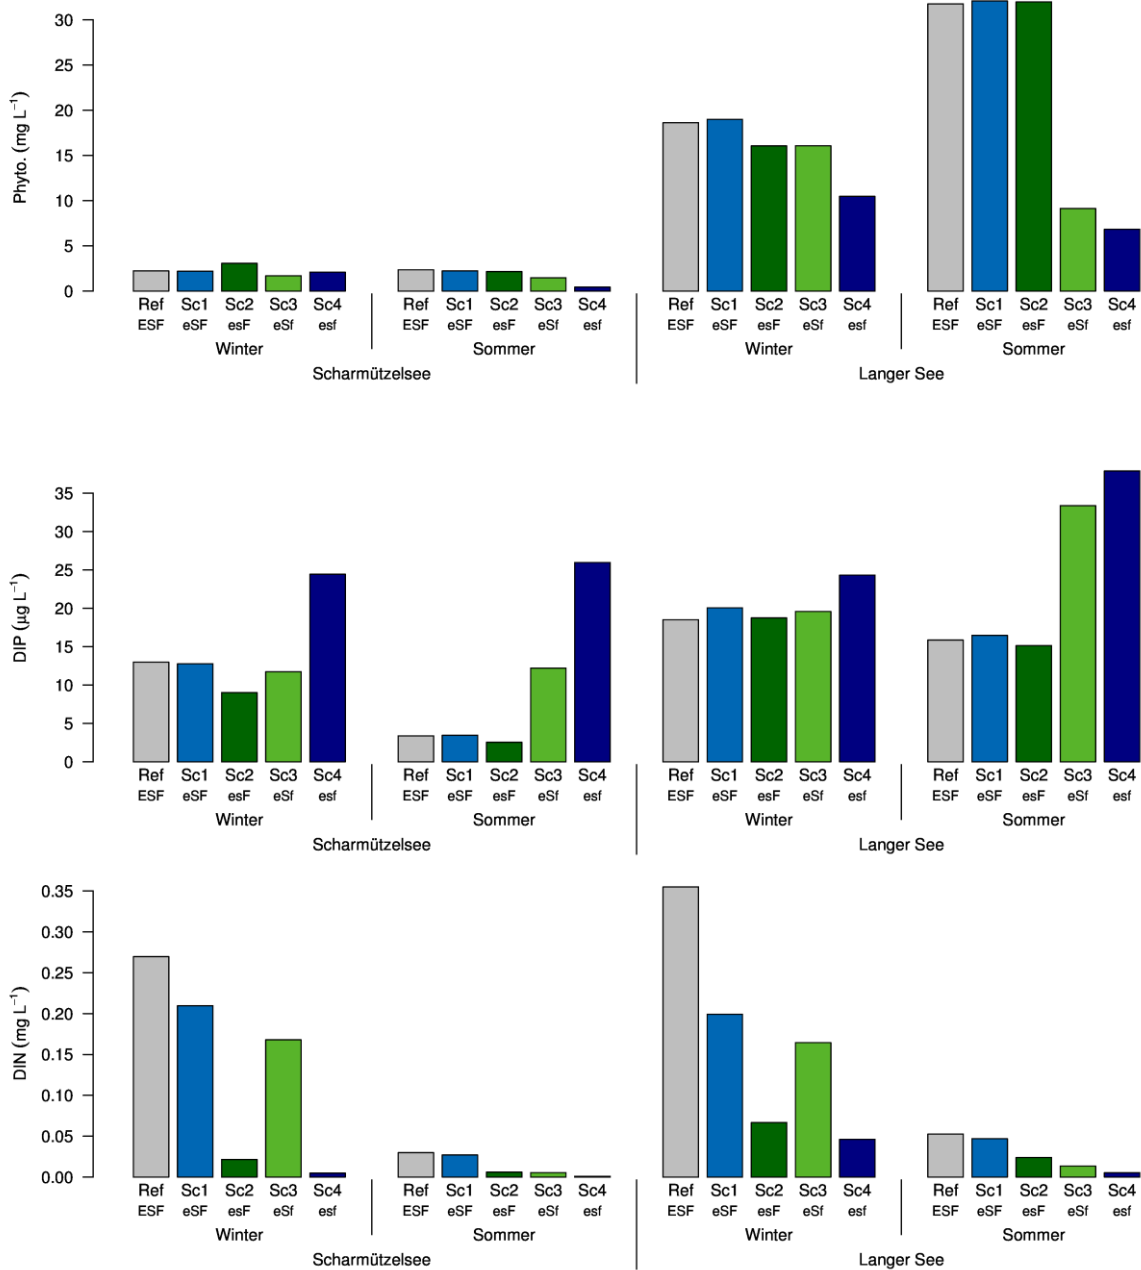 Phyto. (mg L⁻¹)
30
25
20
15
10
5
0
Ref Sc1 Sc2 Sc3 Sc4 Ref Sc1 Sc2 Sc3 Sc4 Ref Sc1 Sc2 Sc3 Sc4 Ref Sc1 Sc2 Sc3 Sc4
ESF eSF esF eSf esf ESF eSF esF eSf esf ESF eSF esF eSf esf ESF eSF esF eSf esf
Winter Sommer Winter Sommer
Scharmützelsee Langer See
DIP (µg L⁻¹)
35
30
25
20
15
10
5
0
Ref Sc1 Sc2 Sc3 Sc4 Ref Sc1 Sc2 Sc3 Sc4 Ref Sc1 Sc2 Sc3 Sc4 Ref Sc1 Sc2 Sc3 Sc4
ESF eSF esF eSf esf ESF eSF esF eSf esf ESF eSF esF eSf esf ESF eSF esF eSf esf
Winter Sommer Winter Sommer
Scharmützelsee Langer See
DIN (mg L⁻¹)
0.35
0.30
0.25
0.20
0.15
0.10
0.05
0.00
Ref Sc1 Sc2 Sc3 Sc4 Ref Sc1 Sc2 Sc3 Sc4 Ref Sc1 Sc2 Sc3 Sc4 Ref Sc1 Sc2 Sc3 Sc4
ESF eSF esF eSf esf ESF eSF esF eSf esf ESF eSF esF eSf esf ESF eSF esF eSf esf
Winter Sommer Winter Sommer
Scharmützelsee Langer See